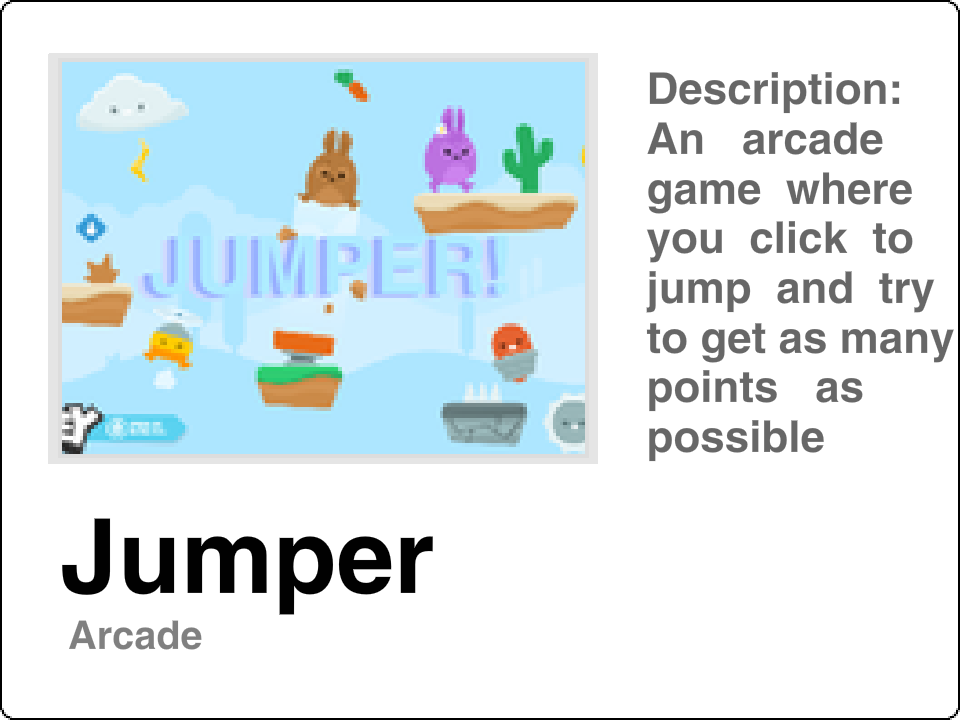 JUMPER!
Description:
An arcade
game where
you click to
jump and try
to get as many
points as
possible
Jumper
Arcade